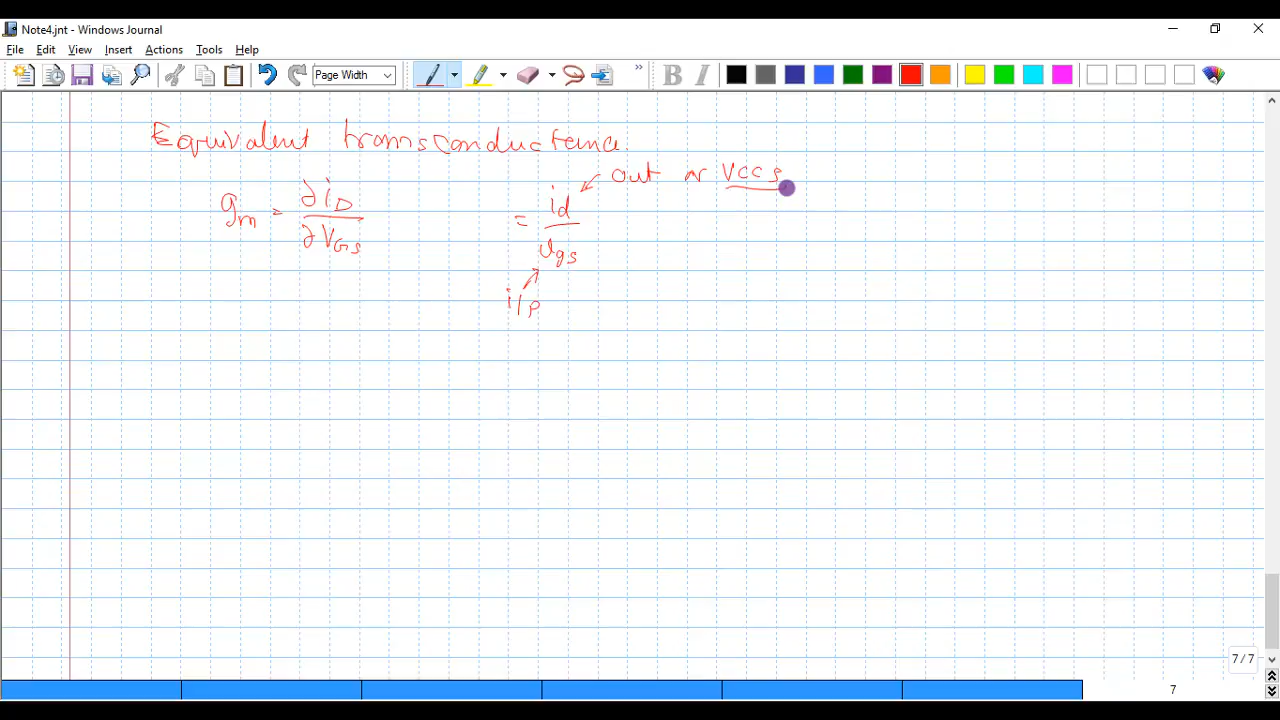 Note4.jnt - Windows Journal
File Edit View Insert Actions Tools Help
Page Width
Equivalent transconductance
gm = ∂iD / ∂VGS = id / vgs
out VCCS
i/p
7/7
7